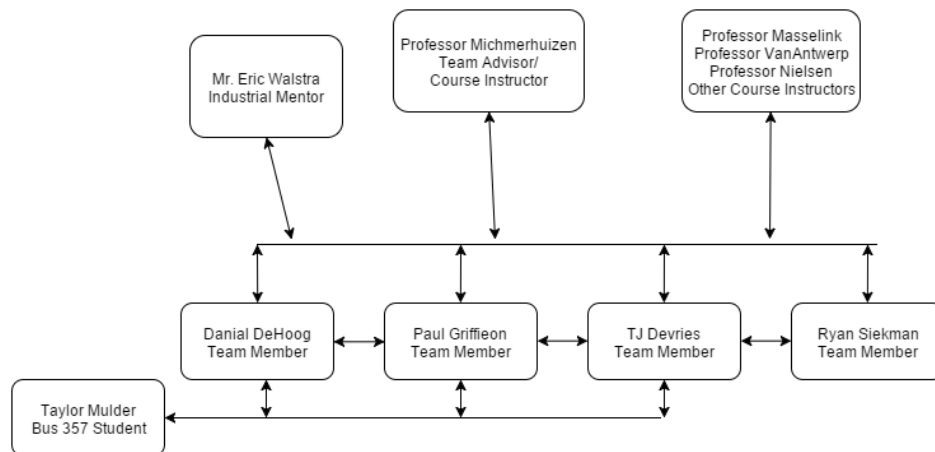 Mr. Eric Walstra
Industrial Mentor
Professor Michmerhuizen
Team Advisor/
Course Instructor
Professor Masselink
Professor VanAntwerp
Professor Nielsen
Other Course Instructors
Danial DeHoog
Team Member
Paul Griffieon
Team Member
TJ Devries
Team Member
Ryan Siekman
Team Member
Taylor Mulder
Bus 357 Student